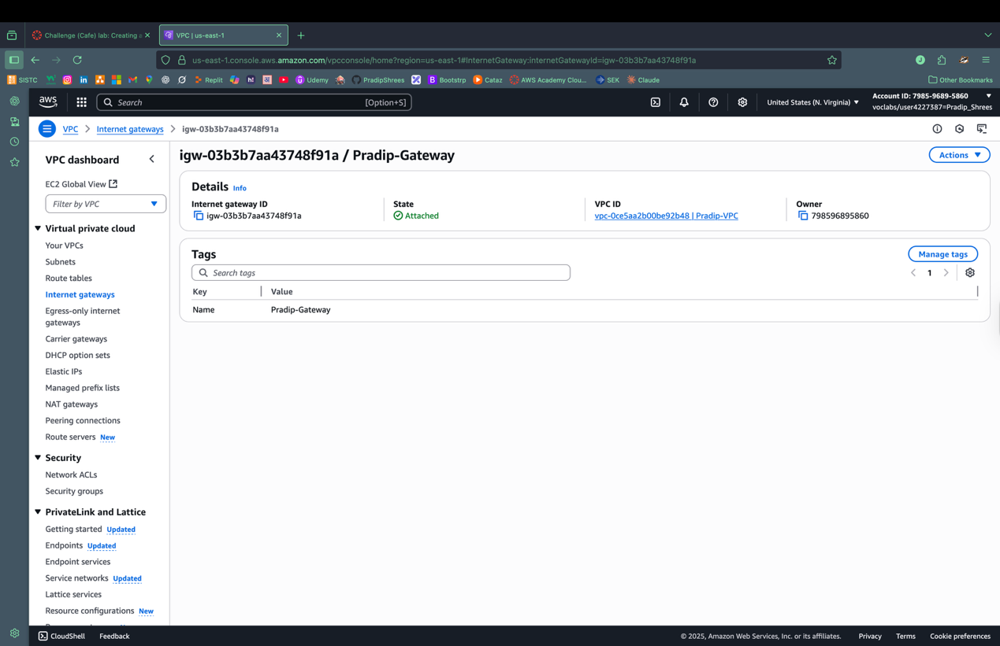 Challenge (Cafe) lab: Creating a
VPC | us-east-1
us-east-1.console.aws.amazon.com/vpcconsole/home?region=us-east-1#InternetGateway:internetGatewayId=igw-03b3b7aa43748f91a
SISTC
Replit
h!
Udemy
PradipShrees
Bootstrp
Cataz
AWS Academy Clou...
SEK
Claude
Other Bookmarks
aws
Search
[Option+S]
United States (N. Virginia)
Account ID: 7985-9689-5860
voclabs/user4227387=Pradip_Shrees
VPC > Internet gateways > igw-03b3b7aa43748f91a
VPC dashboard
EC2 Global View
Filter by VPC
Virtual private cloud
Your VPCs
Subnets
Route tables
Internet gateways
Egress-only internet
gateways
Carrier gateways
DHCP option sets
Elastic IPs
Managed prefix lists
NAT gateways
Peering connections
Route servers New
Security
Network ACLs
Security groups
PrivateLink and Lattice
Getting started Updated
Endpoints Updated
Endpoint services
Service networks Updated
Lattice services
Resource configurations New
igw-03b3b7aa43748f91a / Pradip-Gateway
Actions
Details Info
Internet gateway ID
igw-03b3b7aa43748f91a
State
Attached
VPC ID
vpc-0ce5aa2b00be92b48 | Pradip-VPC
Owner
798596895860
Tags
Manage tags
Search tags
1
Key Value
Name Pradip-Gateway
CloudShell
Feedback
© 2025, Amazon Web Services, Inc. or its affiliates.
Privacy
Terms
Cookie preferences